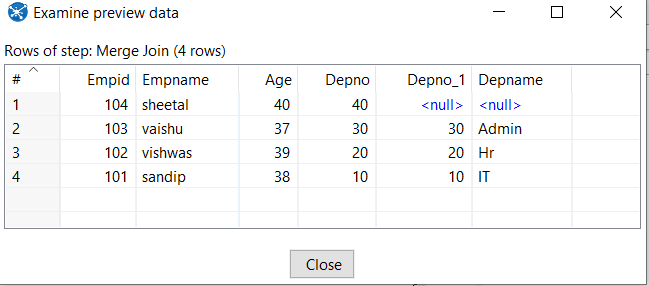 Examine preview data
Rows of step: Merge Join (4 rows)
# Empid Empname Age Depno Depno_1 Depname
1 104 sheetal 40 40 <null> <null>
2 103 vaishu 37 30 30 Admin
3 102 vishwas 39 20 20 Hr
4 101 sandip 38 10 10 IT
Close